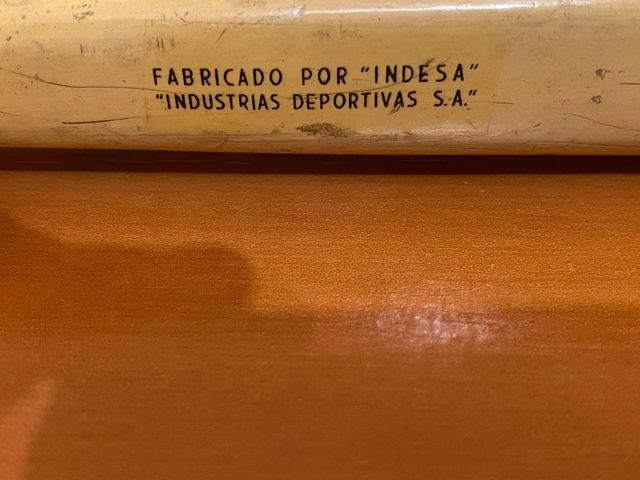 FABRICADO POR "INDESA"
"INDUSTRIAS DEPORTIVAS S.A."